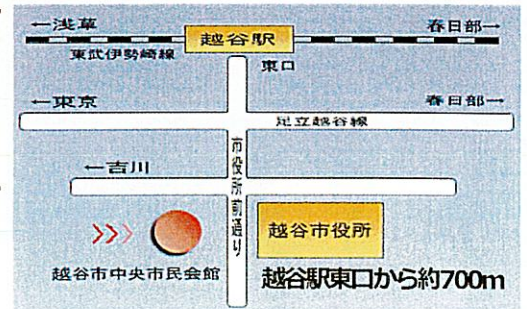 ←浅草
春日部→
越谷駅
東武伊勢崎線
東口
←東京
春日部→
足立越谷線
市役所前通り
←吉川
越谷市役所
越谷市中央市民会館
越谷駅東口から約700m